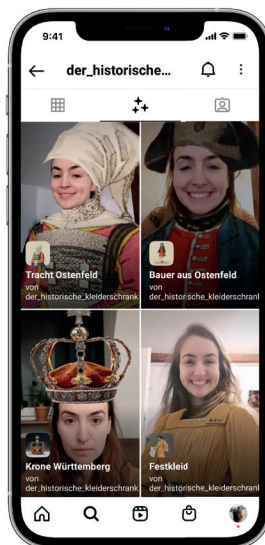 9:41
der_historische...
Tracht Ostenfeld
von
der_historische_kleiderschrank
Bauer aus Ostenfeld
von
der_historische_kleiderschrank
Krone Württemberg
von
der_historische_kleiderschrank
Festkleid
von
der_historische_kleiderschrank